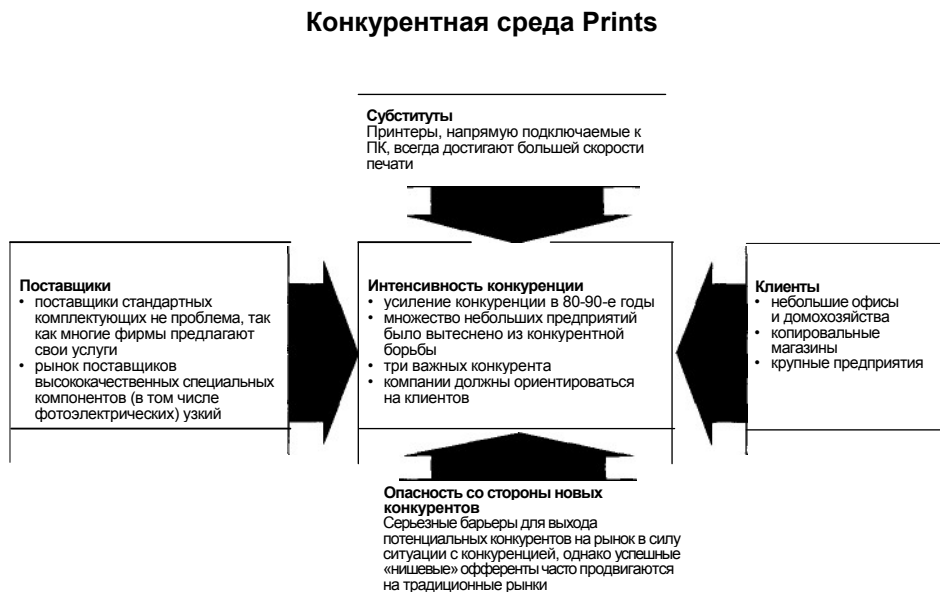 Конкурентная среда Prints
Субституты
Принтеры, напрямую подключаемые к
ПК, всегда достигают большей скорости
печати
Поставщики
• поставщики стандартных
комплектующих не проблема, так
как многие фирмы предлагают
свои услуги
• рынок поставщиков
высококачественных специальных
компонентов (в том числе
фотоэлектрических) узкий
Интенсивность конкуренции
• усиление конкуренции в 80-90-е годы
• множество небольших предприятий
было вытеснено из конкурентной
борьбы
• три важных конкурента
• компании должны ориентироваться
на клиентов
Клиенты
• небольшие офисы
и домохозяйства
• копировальные
магазины
• крупные предприятия
Опасность со стороны новых
конкурентов
Серьезные барьеры для выхода
потенциальных конкурентов на рынок в силу
ситуации с конкуренцией, однако успешные
«нишевые» офференты часто продвигаются
на традиционные рынки